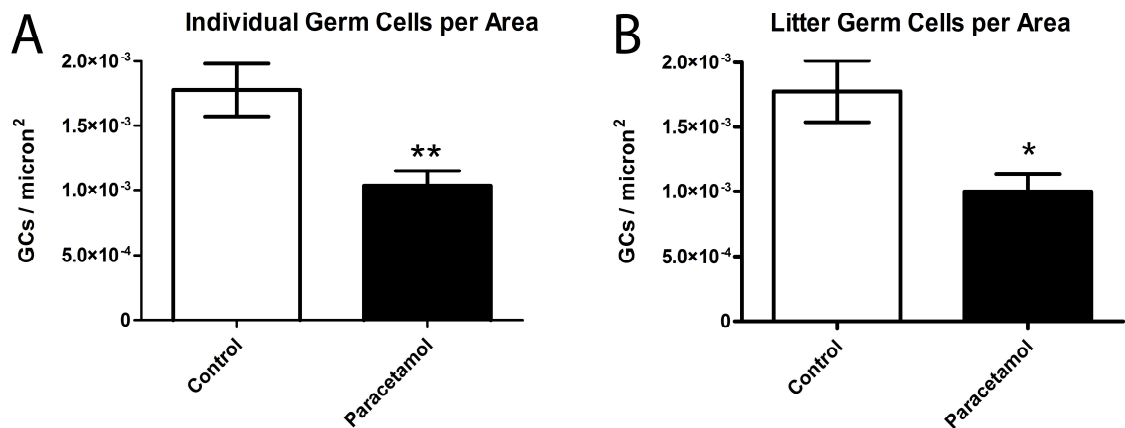 A
Individual Germ Cells per Area
GCs / micron²
2.0×10⁻³
1.5×10⁻³
1.0×10⁻³
5.0×10⁻⁴
0
**
Control
Paracetamol
B
Litter Germ Cells per Area
GCs / micron²
2.0×10⁻³
1.5×10⁻³
1.0×10⁻³
5.0×10⁻⁴
0
*
Control
Paracetamol